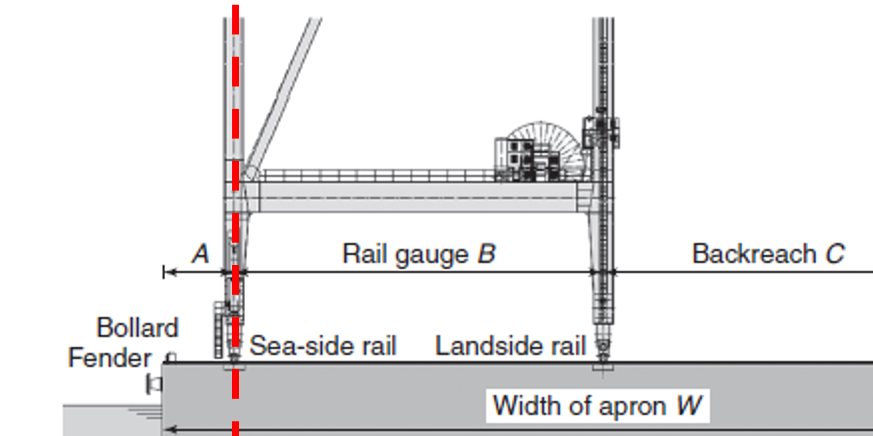 A
Rail gauge B
Backreach C
Bollard
Fender
Sea-side rail
Landside rail
Width of apron W